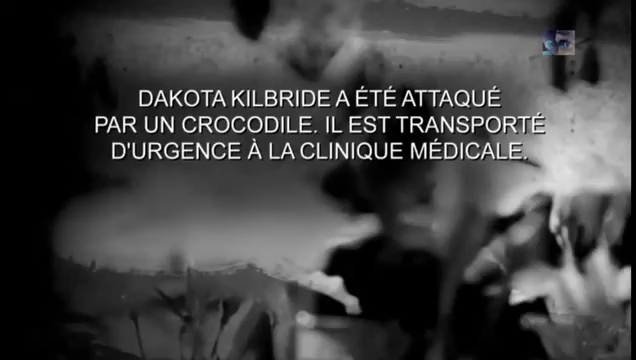 DAKOTA KILBRIDE A ÉTÉ ATTAQUÉ
PAR UN CROCODILE. IL EST TRANSPORTÉ
D'URGENCE À LA CLINIQUE MÉDICALE.